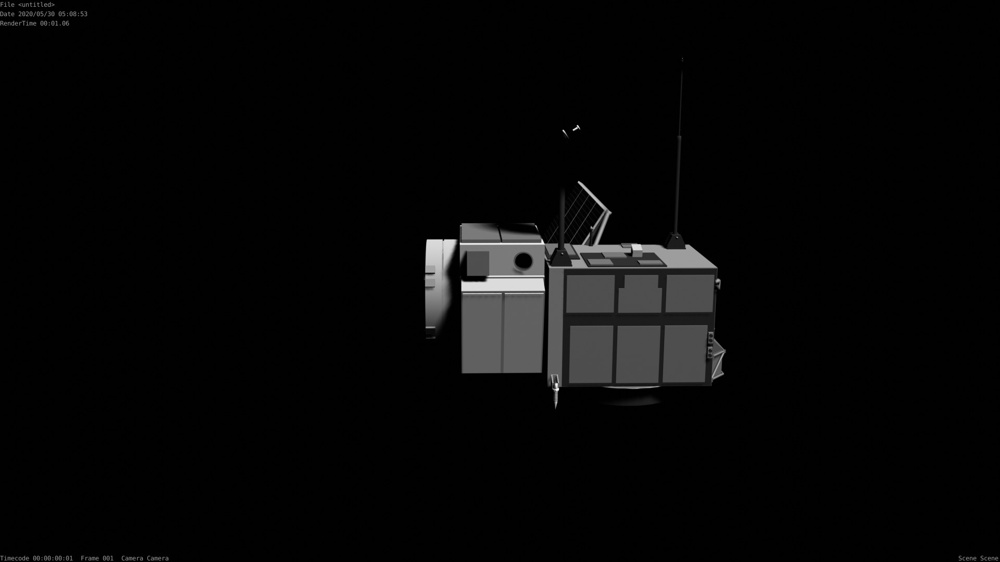 File <untitled>
Date 2020/05/30 05:08:53
RenderTime 00:01.06
Timecode 00:00:00:01  Frame 001  Camera Camera
Scene Scene